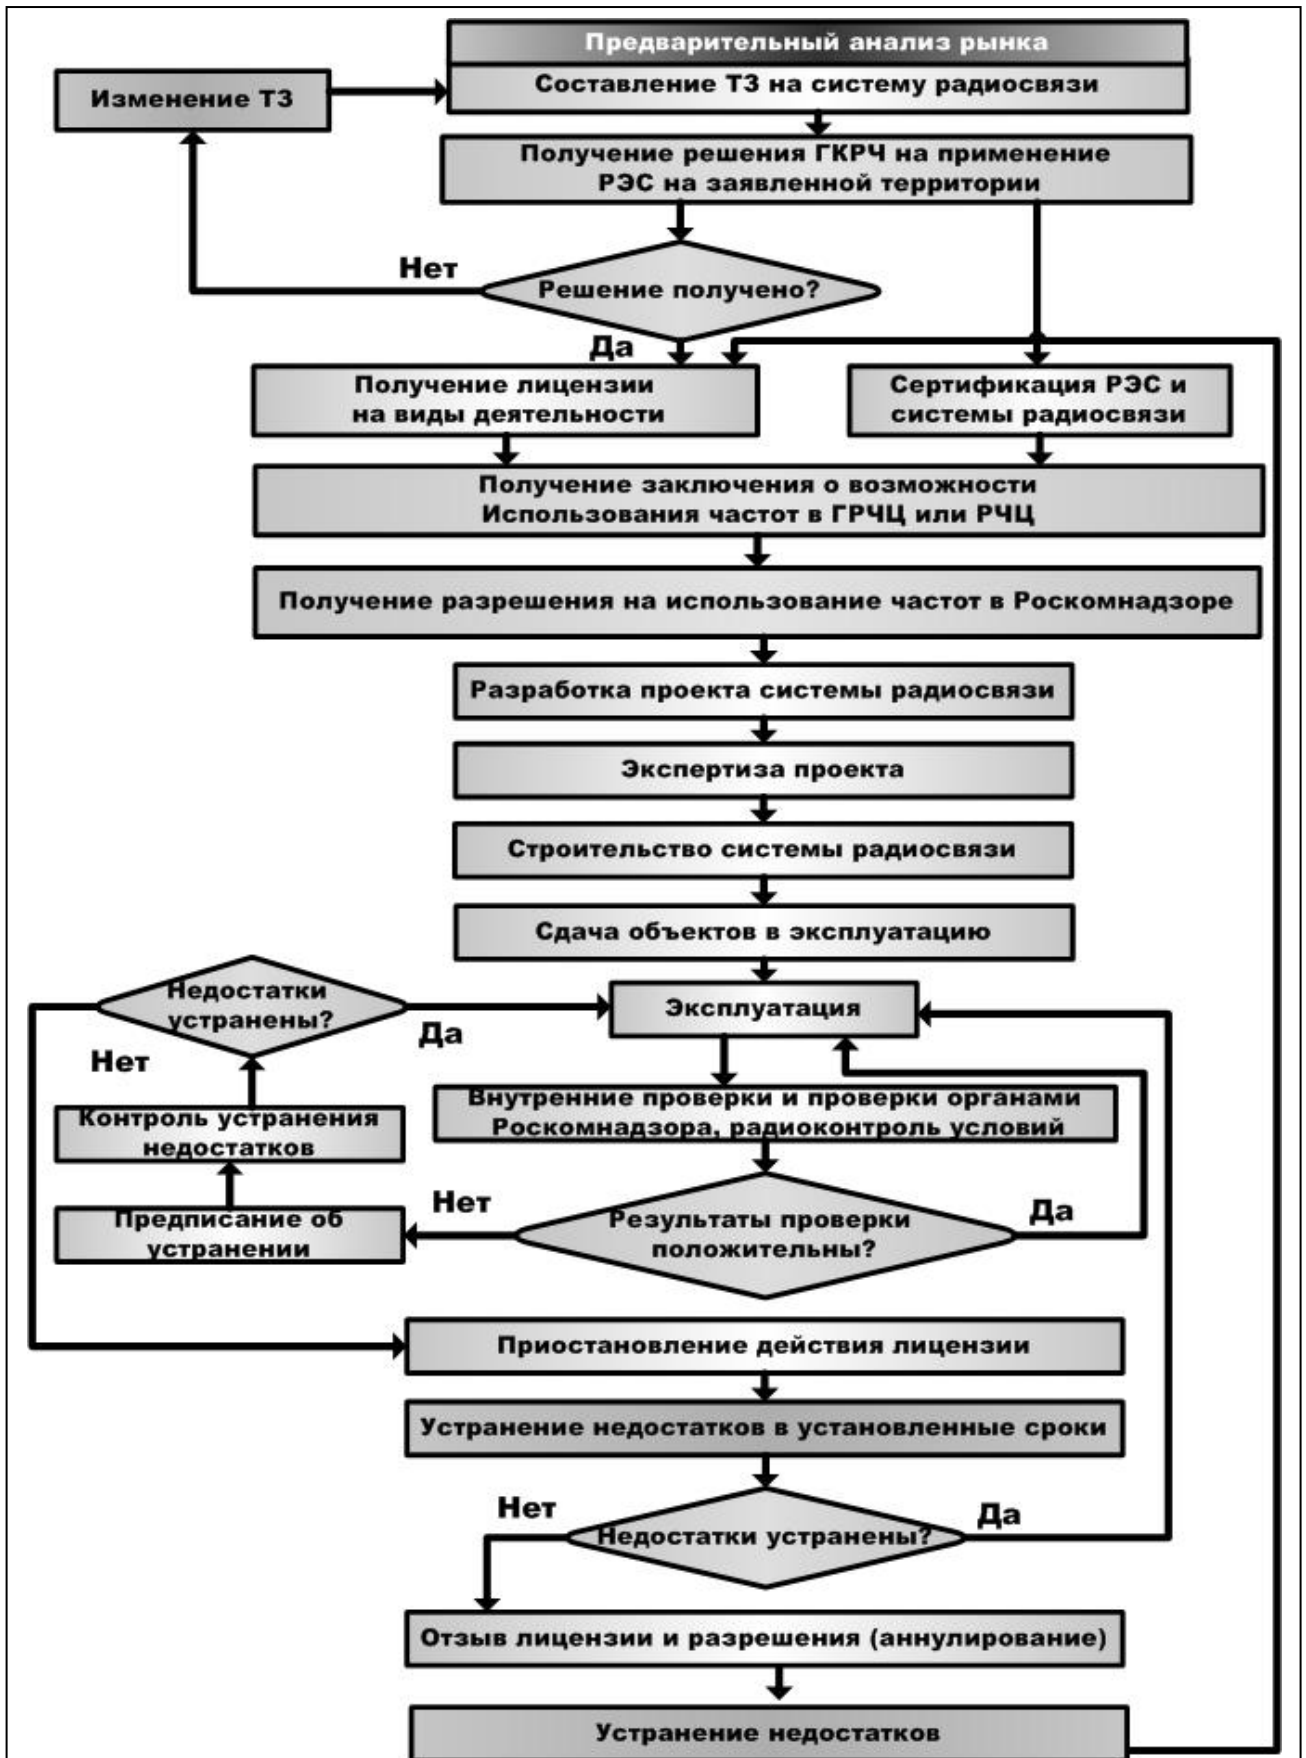 Предварительный анализ рынка
Изменение ТЗ
Составление ТЗ на систему радиосвязи
Получение решения ГКРЧ на применение
РЭС на заявленной территории
Нет
Решение получено?
Да
Получение лицензии
на виды деятельности
Сертификация РЭС и
системы радиосвязи
Получение заключения о возможности
Использования частот в ГРЧЦ или РЧЦ
Получение разрешения на использование частот в Роскомнадзоре
Разработка проекта системы радиосвязи
Экспертиза проекта
Строительство системы радиосвязи
Сдача объектов в эксплуатацию
Недостатки
устранены?
Эксплуатация
Да
Нет
Внутренние проверки и проверки органами
Роскомнадзора, радиоконтроль условий
Контроль устранения
недостатков
Нет
Да
Предписание об
устранении
Результаты проверки
положительны?
Приостановление действия лицензии
Устранение недостатков в установленные сроки
Нет
Да
Недостатки устранены?
Отзыв лицензии и разрешения (аннулирование)
Устранение недостатков